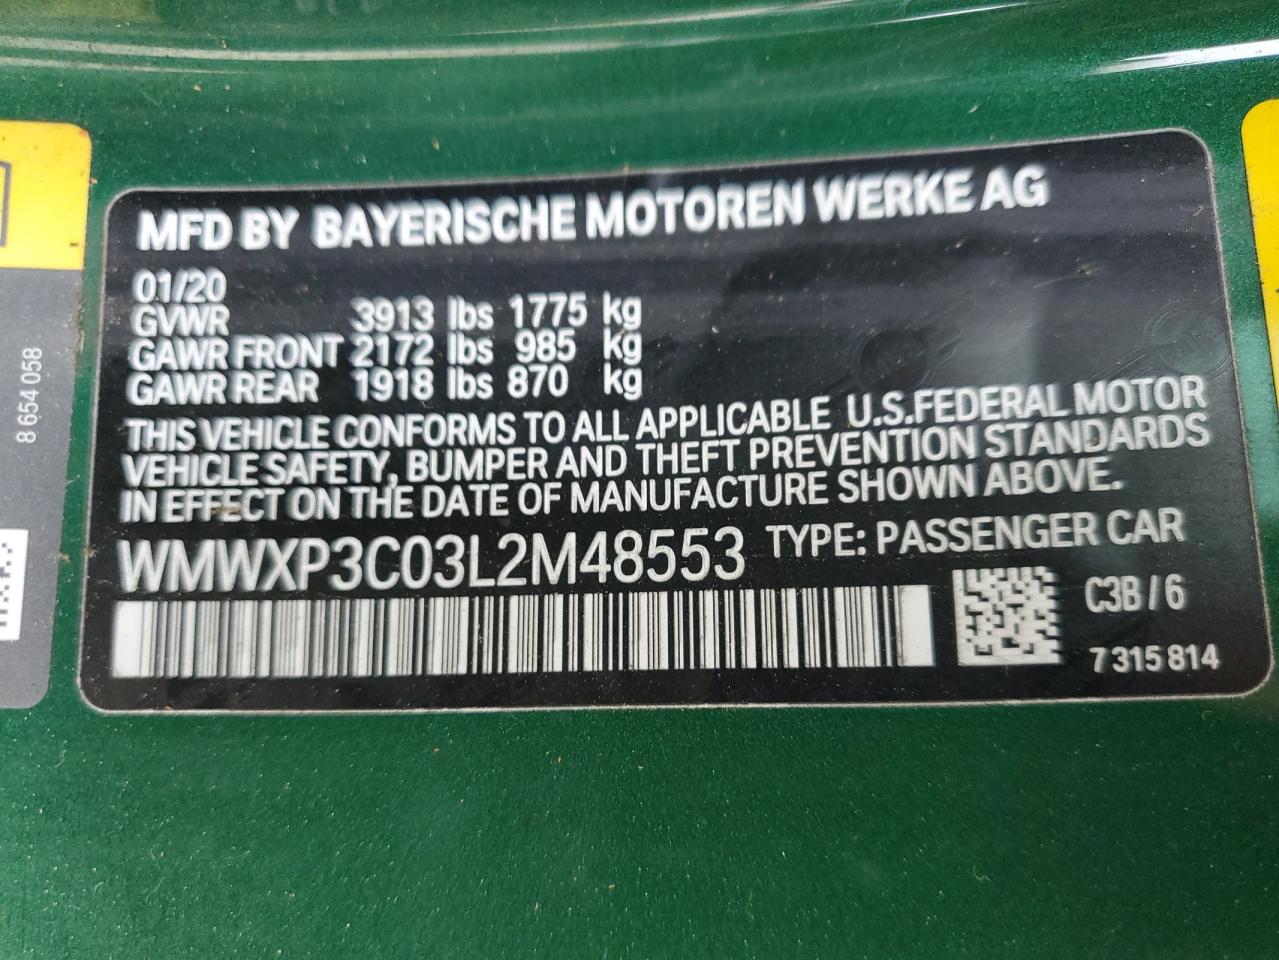 MFD BY BAYERISCHE MOTOREN WERKE AG
01/20
GVWR 3913 lbs 1775 kg
GAWR FRONT 2172 lbs 985 kg
GAWR REAR 1918 lbs 870 kg
THIS VEHICLE CONFORMS TO ALL APPLICABLE U.S.FEDERAL MOTOR
VEHICLE SAFETY, BUMPER AND THEFT PREVENTION STANDARDS
IN EFFECT ON THE DATE OF MANUFACTURE SHOWN ABOVE.
WMWXP3C03L2M48553 TYPE: PASSENGER CAR
C3B / 6
7 315 814
8 654 058